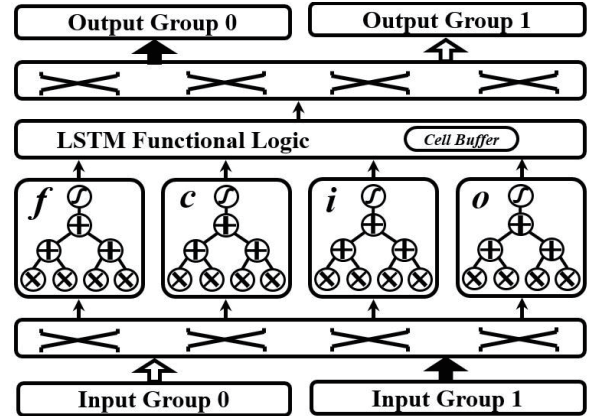 Output Group 0
Output Group 1
LSTM Functional Logic
Cell Buffer
f
c
i
o
Input Group 0
Input Group 1